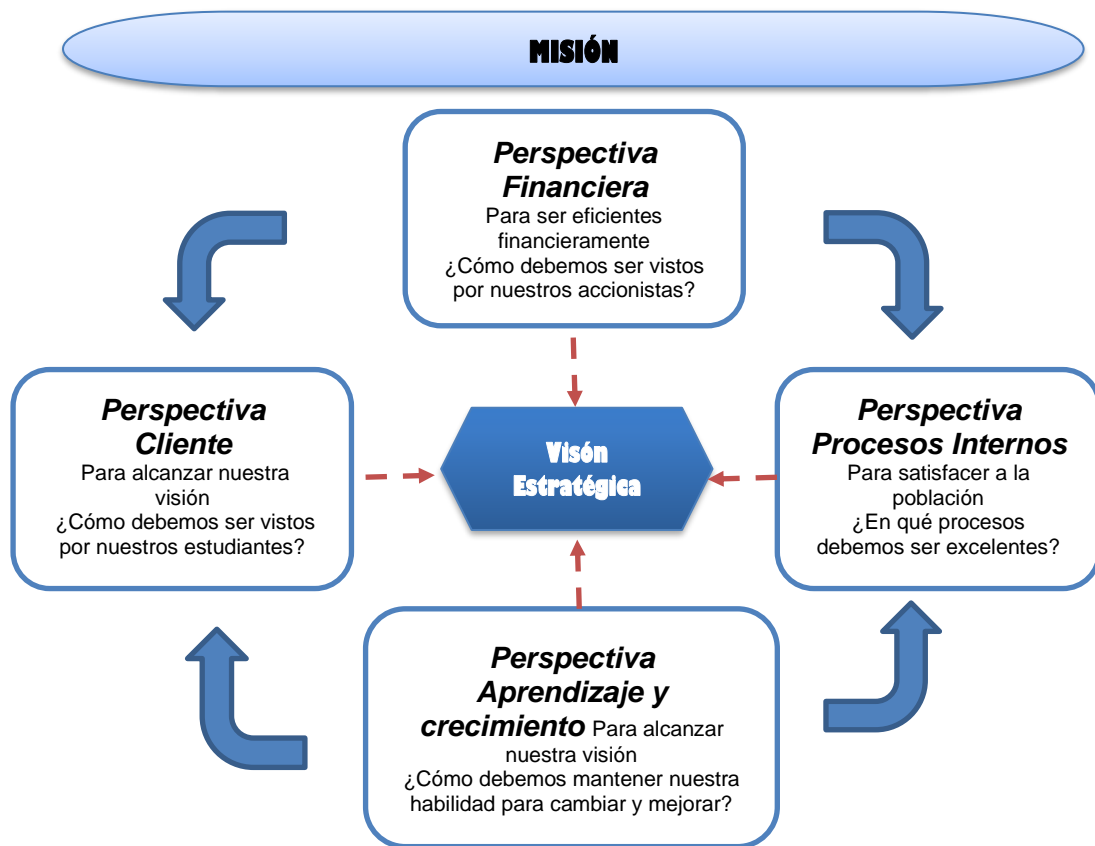 MISIÓN
Perspectiva
Financiera
Para ser eficientes
financieramente
¿Cómo debemos ser vistos
por nuestros accionistas?
Perspectiva
Cliente
Para alcanzar nuestra
visión
¿Cómo debemos ser vistos
por nuestros estudiantes?
Visón
Estratégica
Perspectiva
Procesos Internos
Para satisfacer a la
población
¿En qué procesos
debemos ser excelentes?
Perspectiva
Aprendizaje y
crecimiento Para alcanzar
nuestra visión
¿Cómo debemos mantener nuestra
habilidad para cambiar y mejorar?